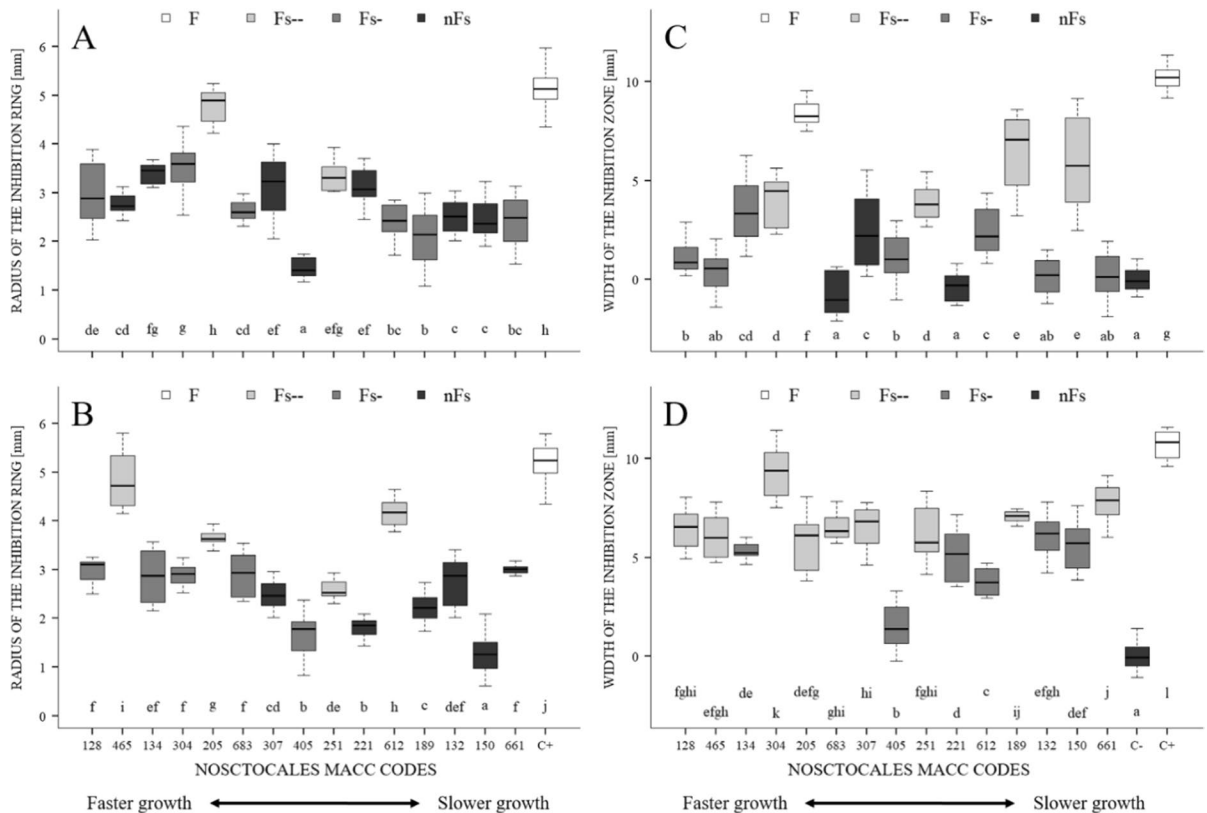 F Fs-- Fs- nFs
A
RADIUS OF THE INHIBITION RING [mm]
6
5
4
3
2
1
0
de cd fg g h cd ef a efg ef bc b c c bc h
F Fs-- Fs- nFs
C
WIDTH OF THE INHIBITION ZONE [mm]
10
5
0
b ab cd d f a c b d a c e ab e ab a g
F Fs-- Fs- nFs
B
RADIUS OF THE INHIBITION RING [mm]
6
5
4
3
2
1
0
f i ef f g f cd b de b h c def a f j
128 465 134 304 205 683 307 405 251 221 612 189 132 150 661 C+
NOSCTOCALES MACC CODES
Faster growth Slower growth
F Fs-- Fs- nFs
D
WIDTH OF THE INHIBITION ZONE [mm]
10
5
0
fghi de defg hi fghi c efgh j l
efgh k ghi b d ij def a
128 465 134 304 205 683 307 405 251 221 612 189 132 150 661 C- C+
NOSCTOCALES MACC CODES
Faster growth Slower growth